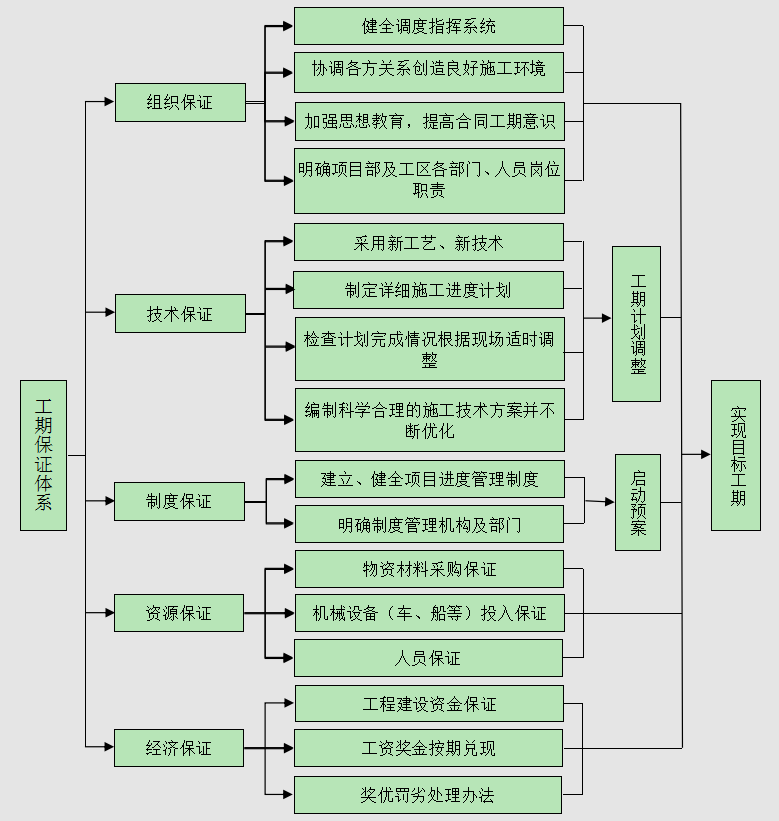 工期保证体系
组织保证
健全调度指挥系统
协调各方关系创造良好施工环境
加强思想教育，提高合同工期意识
明确项目部及工区各部门、人员岗位
职责
技术保证
采用新工艺、新技术
制定详细施工进度计划
检查计划完成情况根据现场适时调
整
编制科学合理的施工技术方案并不
断优化
工期计划调整
制度保证
建立、健全项目进度管理制度
明确制度管理机构及部门
启动预案
资源保证
物资材料采购保证
机械设备（车、船等）投入保证
人员保证
经济保证
工程建设资金保证
工资奖金按期兑现
奖优罚劣处理办法
实现目标工期